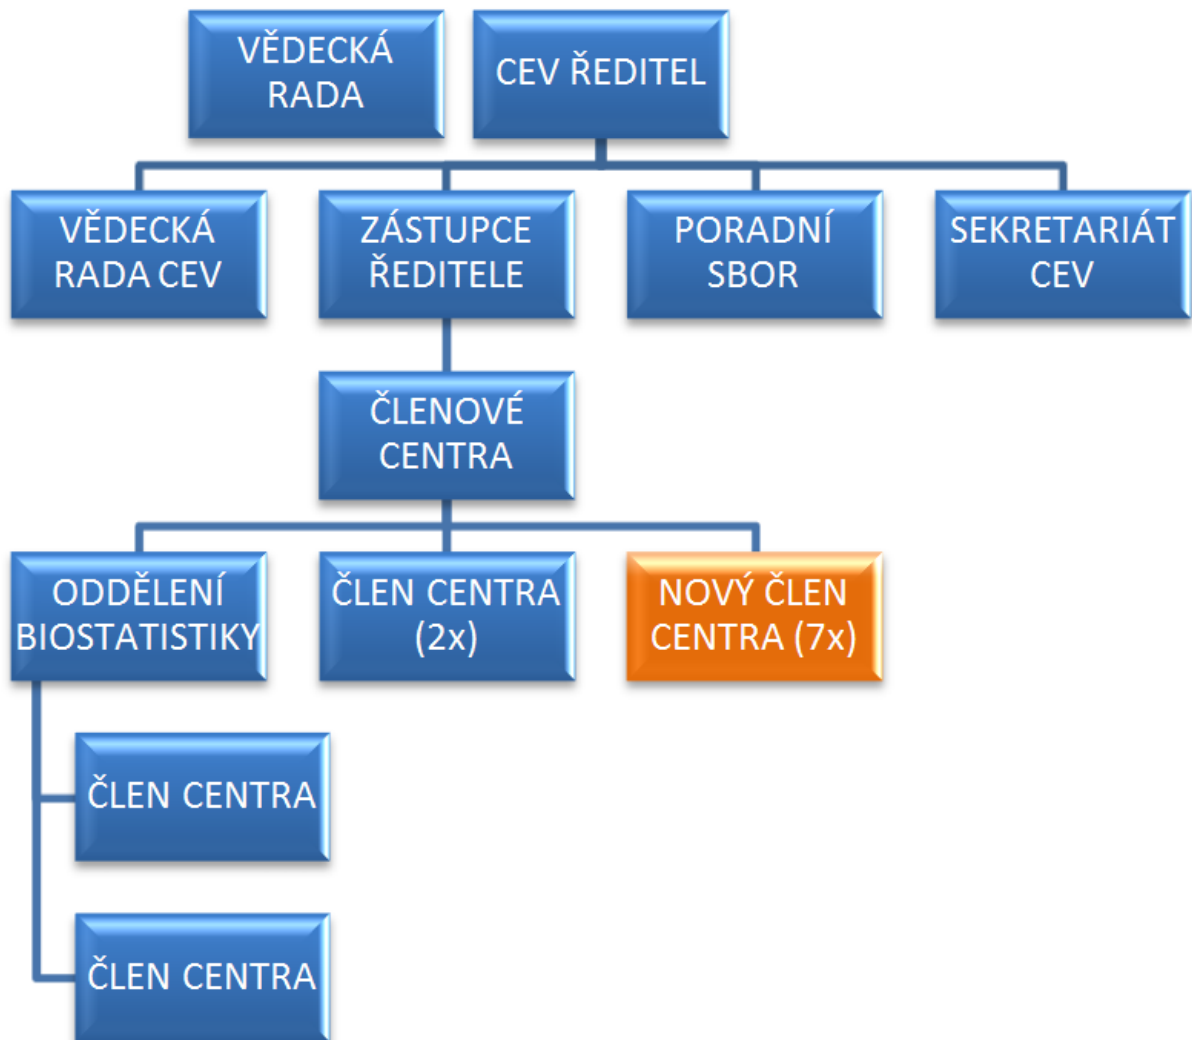 VĚDECKÁ
RADA
CEV ŘEDITEL
VĚDECKÁ
RADA CEV
ZÁSTUPCE
ŘEDITELE
PORADNÍ
SBOR
SEKRETARIÁT
CEV
ČLENOVÉ
CENTRA
ODDĚLENÍ
BIOSTATISTIKY
ČLEN CENTRA
(2x)
NOVÝ ČLEN
CENTRA (7x)
ČLEN CENTRA
ČLEN CENTRA